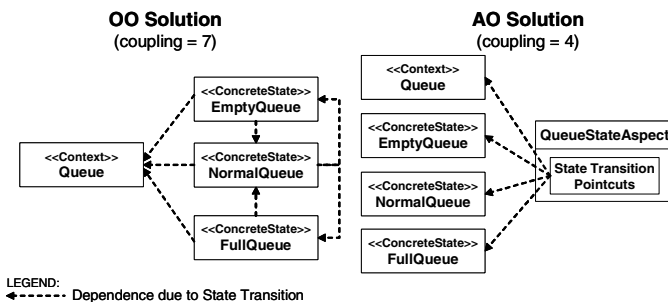 OO Solution
(coupling = 7)
<<ConcreteState>>
EmptyQueue
<<Context>>
Queue
<<ConcreteState>>
NormalQueue
<<ConcreteState>>
FullQueue
AO Solution
(coupling = 4)
<<Context>>
Queue
<<ConcreteState>>
EmptyQueue
<<ConcreteState>>
NormalQueue
<<ConcreteState>>
FullQueue
QueueStateAspect
State Transition
Pointcuts
LEGEND:
Dependence due to State Transition